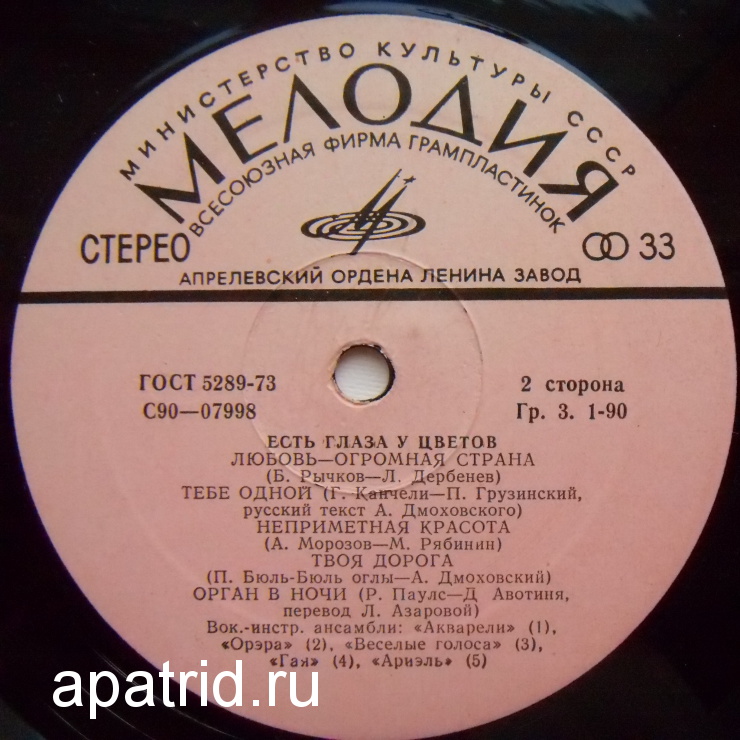 МИНИСТЕРСТВО КУЛЬТУРЫ СССР
МЕЛОДИЯ
ВСЕСОЮЗНАЯ ФИРМА ГРАМПЛАСТИНОК
СТЕРЕО
33
АПРЕЛЕВСКИЙ ОРДЕНА ЛЕНИНА ЗАВОД
ГОСТ 5289-73
2 сторона
С90—07998
Гр. 3. 1-90
ЕСТЬ ГЛАЗА У ЦВЕТОВ
ЛЮБОВЬ—ОГРОМНАЯ СТРАНА
(Б. Рычков—Л. Дербенев)
ТЕБЕ ОДНОЙ (Г. Канчели—П. Грузинский,
русский текст А. Дмоховского)
НЕПРИМЕТНАЯ КРАСОТА
(А. Морозов—М. Рябинин)
ТВОЯ ДОРОГА
(П. Бюль-Бюль оглы—А. Дмоховский)
ОРГАН В НОЧИ (Р. Паулс—Д Авотиня,
перевод Л. Азаровой)
Вок.-инстр. ансамбли: «Акварели» (1),
«Орэра» (2), «Веселые голоса» (3),
«Гая» (4), «Ариэль» (5)
apatrid.ru